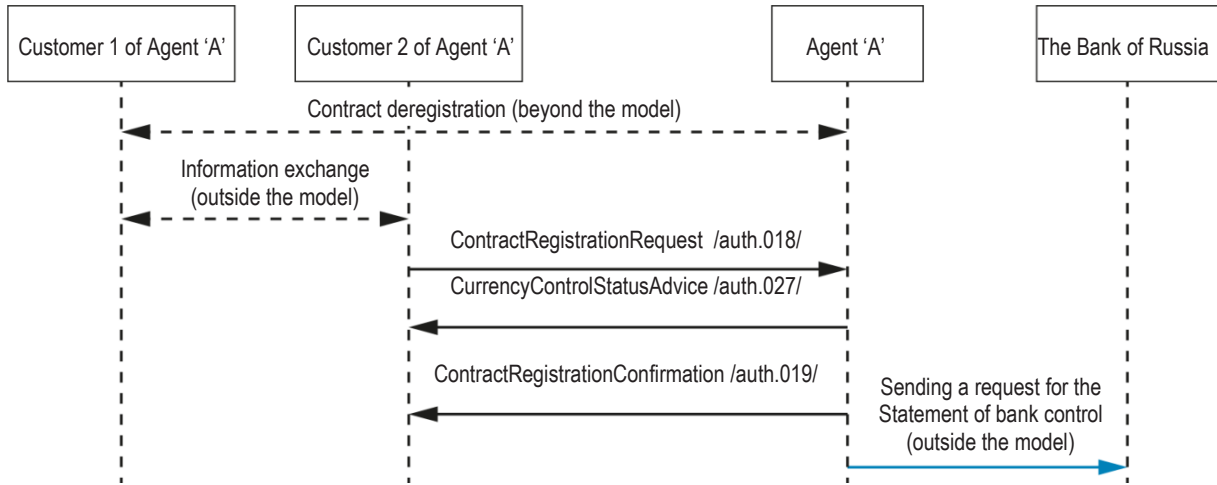 Customer 1 of Agent ‘A’
Customer 2 of Agent ‘A’
Agent ‘A’
The Bank of Russia
Contract deregistration (beyond the model)
Information exchange
(outside the model)
ContractRegistrationRequest /auth.018/
CurrencyControlStatusAdvice /auth.027/
ContractRegistrationConfirmation /auth.019/
Sending a request for the
Statement of bank control
(outside the model)